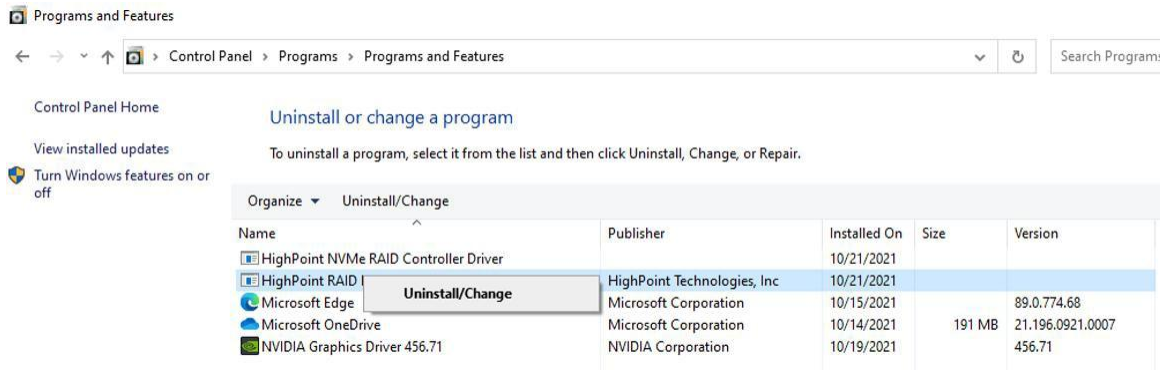 Programs and Features
Control Panel > Programs > Programs and Features
Search Program
Control Panel Home
View installed updates
Turn Windows features on or
off
Uninstall or change a program
To uninstall a program, select it from the list and then click Uninstall, Change, or Repair.
Organize Uninstall/Change
Name Publisher Installed On Size Version
HighPoint NVMe RAID Controller Driver 10/21/2021
HighPoint RAID HighPoint Technologies, Inc 10/21/2021
Uninstall/Change
Microsoft Edge Microsoft Corporation 10/15/2021 89.0.774.68
Microsoft OneDrive Microsoft Corporation 10/14/2021 191 MB 21.196.0921.0007
NVIDIA Graphics Driver 456.71 NVIDIA Corporation 10/19/2021 456.71